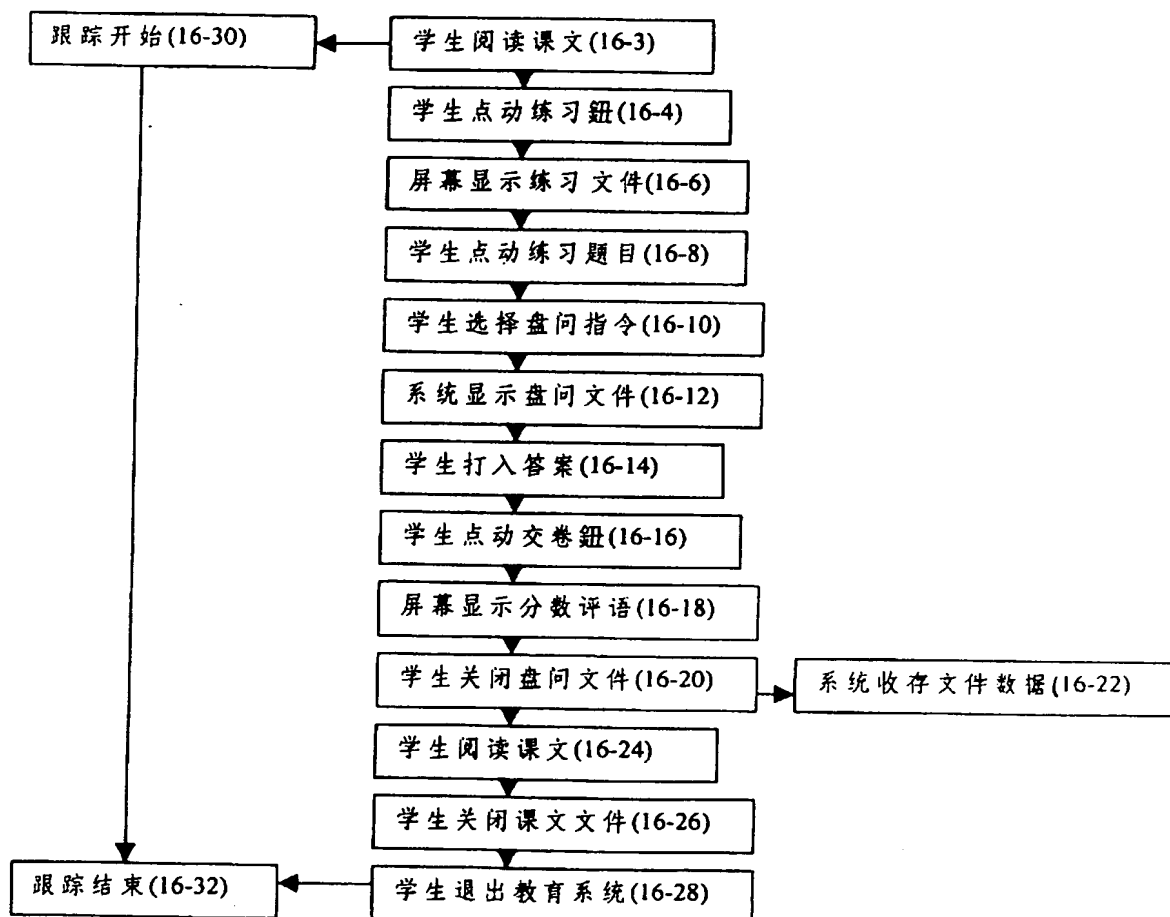 跟踪开始(16-30)
学生阅读课文(16-3)
学生点动练习鈕(16-4)
屏幕显示练习文件(16-6)
学生点动练习题目(16-8)
学生选择盘问指令(16-10)
系统显示盘问文件(16-12)
学生打入答案(16-14)
学生点动交卷鈕(16-16)
屏幕显示分数评语(16-18)
学生关闭盘问文件(16-20)
系统收存文件数据(16-22)
学生阅读课文(16-24)
学生关闭课文文件(16-26)
跟踪结束(16-32)
学生退出教育系统(16-28)